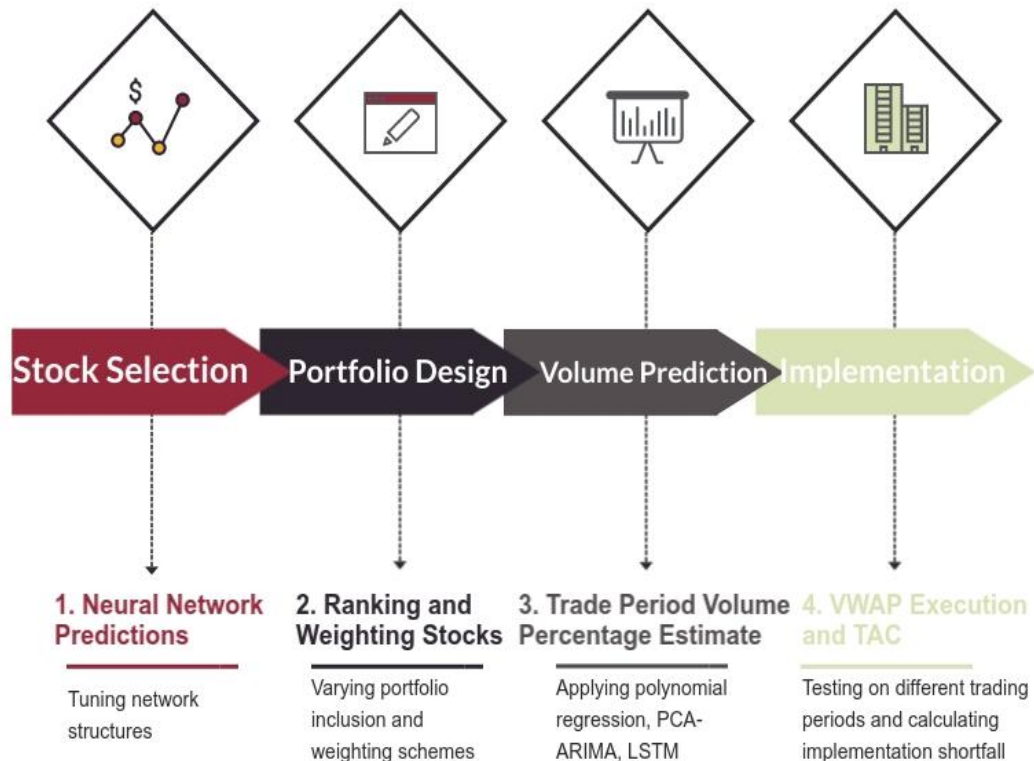 $
Stock Selection
Portfolio Design
Volume Prediction
Implementation
1. Neural Network
Predictions
Tuning network
structures
2. Ranking and
Weighting Stocks
Varying portfolio
inclusion and
weighting schemes
3. Trade Period Volume
Percentage Estimate
Applying polynomial
regression, PCA-
ARIMA, LSTM
4. VWAP Execution
and TAC
Testing on different trading
periods and calculating
implementation shortfall